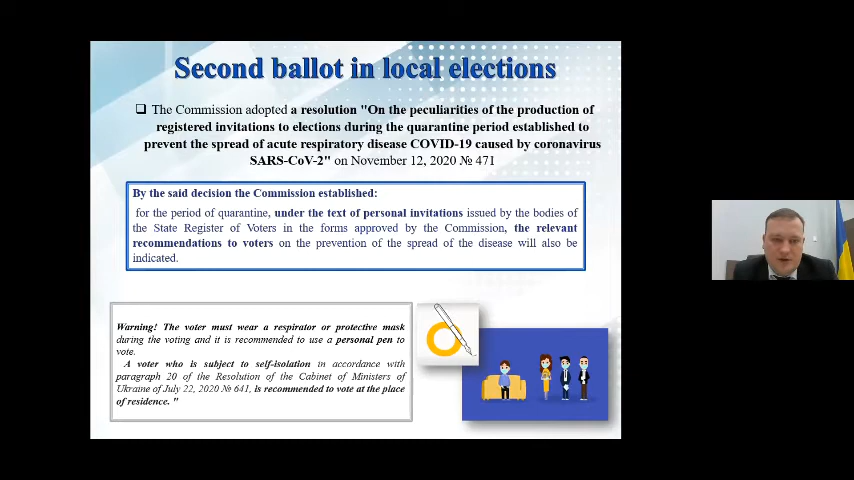 Second ballot in local elections
❑ The Commission adopted a resolution "On the peculiarities of the production of
registered invitations to elections during the quarantine period established to
prevent the spread of acute respiratory disease COVID-19 caused by coronavirus
SARS-CoV-2" on November 12, 2020 № 471
By the said decision the Commission established:
for the period of quarantine, under the text of personal invitations issued by the bodies of
the State Register of Voters in the forms approved by the Commission, the relevant
recommendations to voters on the prevention of the spread of the disease will also be
indicated.
Warning! The voter must wear a respirator or protective mask
during the voting and it is recommended to use a personal pen to
vote.
A voter who is subject to self-isolation in accordance with
paragraph 20 of the Resolution of the Cabinet of Ministers of
Ukraine of July 22, 2020 № 641, is recommended to vote at the place
of residence. "